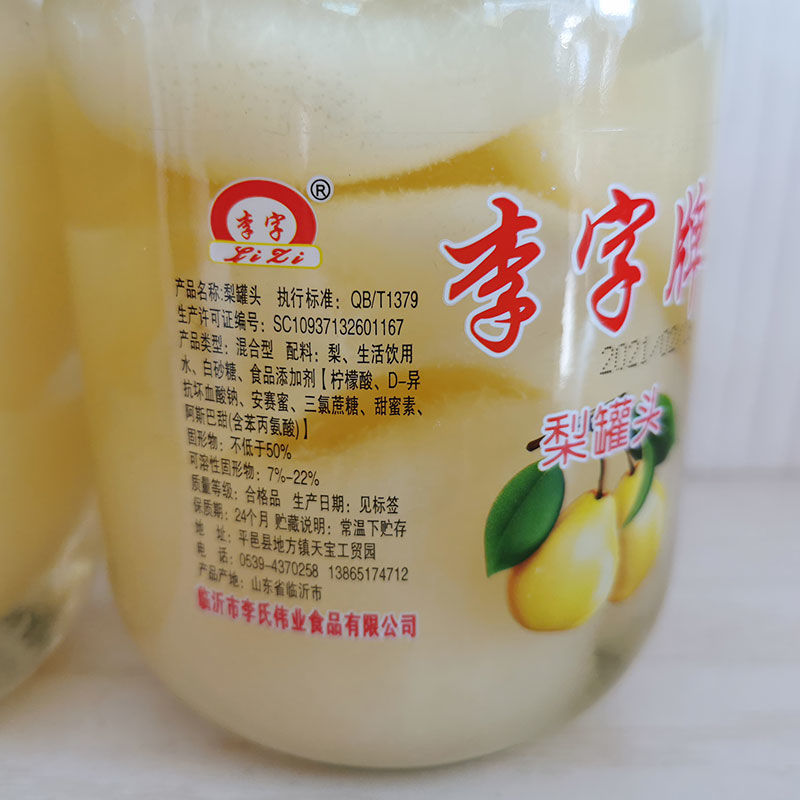 李字
®
LiZi
李字牌
产品名称:梨罐头 执行标准：QB/T1379
生产许可证编号：SC10937132601167
产品类型：混合型 配料：梨、生活饮用
水、白砂糖、食品添加剂【柠檬酸、D-异
抗坏血酸钠、安赛蜜、三氯蔗糖、甜蜜素、
阿斯巴甜(含苯丙氨酸)】
固形物：不低于50%
可溶性固形物：7%-22%
质量等级：合格品 生产日期：见标签
保质期：24个月 贮藏说明：常温下贮存
地 址：平邑县地方镇天宝工贸园
电 话：0539-4370258 13865174712
产品产地：山东省临沂市
临沂市李氏伟业食品有限公司
梨罐头